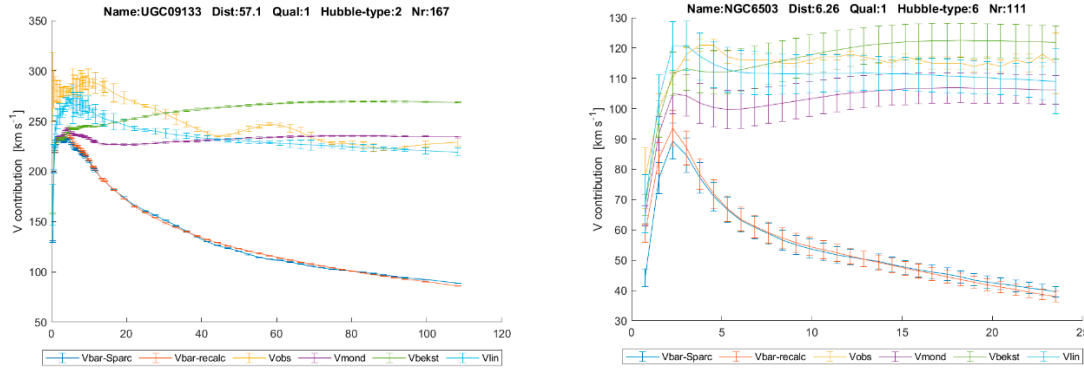 Name:UGC09133 Dist:57.1 Qual:1 Hubble-type:2 Nr:167
350
300
250
200
150
100
50
V contribution [km s-1]
0 20 40 60 80 100 120
Vbar-Sparc Vbar-recalc Vobs Vmond Vbekst Vlin
Name:NGC6503 Dist:6.26 Qual:1 Hubble-type:6 Nr:111
130
120
110
100
90
80
70
60
50
40
30
V contribution [km s-1]
0 5 10 15 20 25
Vbar-Sparc Vbar-recalc Vobs Vmond Vbekst Vlin